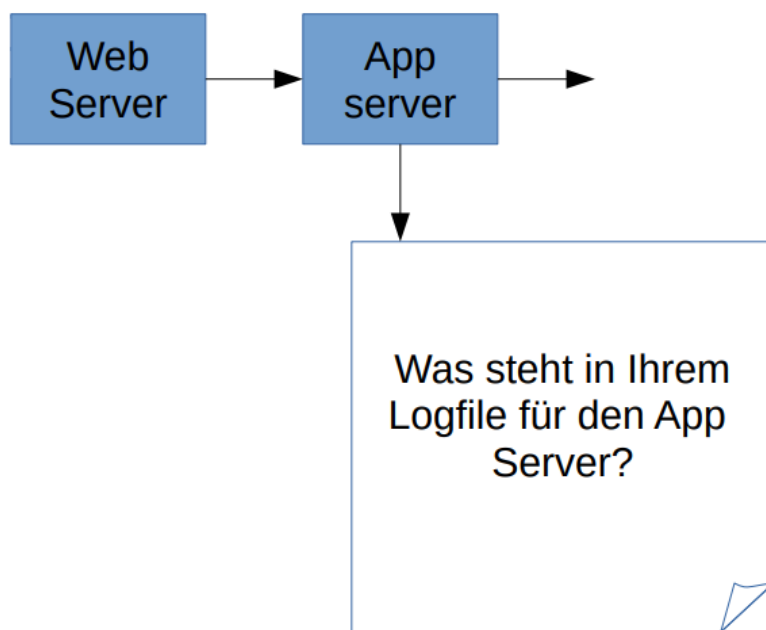 Web
Server
App
server
Was steht in Ihrem
Logfile für den App
Server?